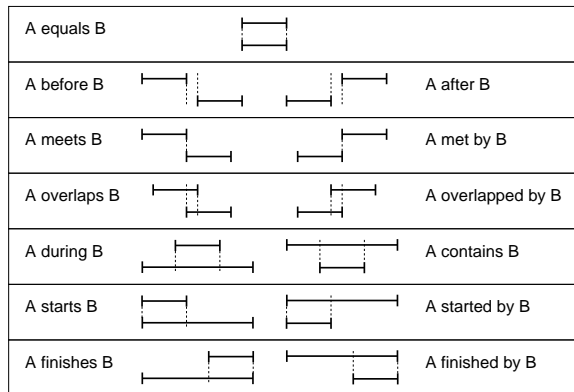 A equals B
A before B
A after B
A meets B
A met by B
A overlaps B
A overlapped by B
A during B
A contains B
A starts B
A started by B
A finishes B
A finished by B